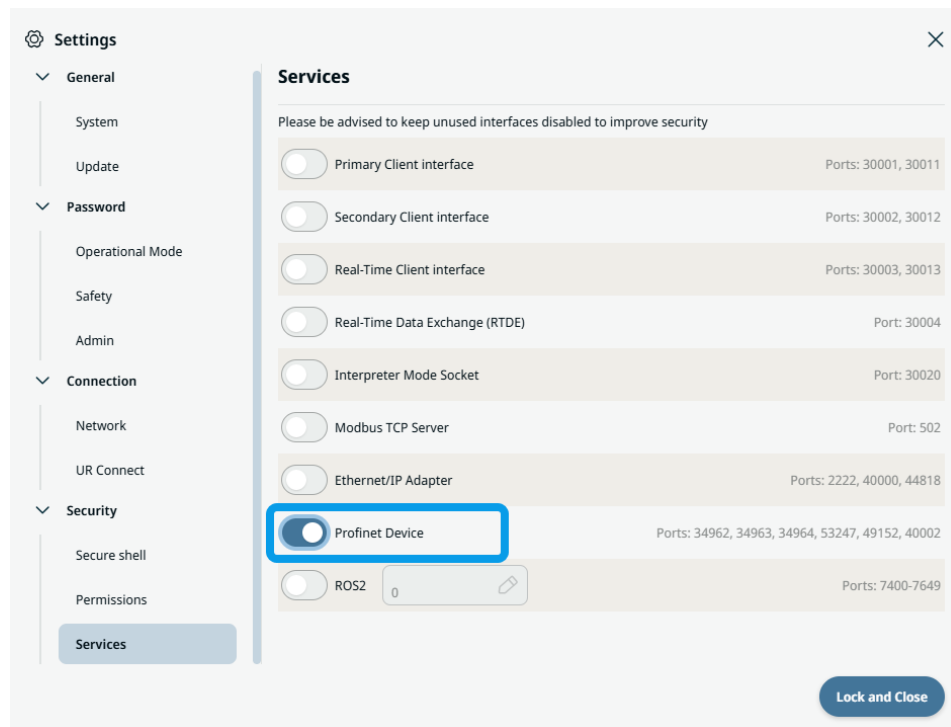 Settings
General
System
Update
Password
Operational Mode
Safety
Admin
Connection
Network
UR Connect
Security
Secure shell
Permissions
Services
Services
Please be advised to keep unused interfaces disabled to improve security
Primary Client interface Ports: 30001, 30011
Secondary Client interface Ports: 30002, 30012
Real-Time Client interface Ports: 30003, 30013
Real-Time Data Exchange (RTDE) Port: 30004
Interpreter Mode Socket Port: 30020
Modbus TCP Server Port: 502
Ethernet/IP Adapter Ports: 2222, 40000, 44818
Profinet Device Ports: 34962, 34963, 34964, 53247, 49152, 40002
ROS2 0 Ports: 7400-7649
Lock and Close